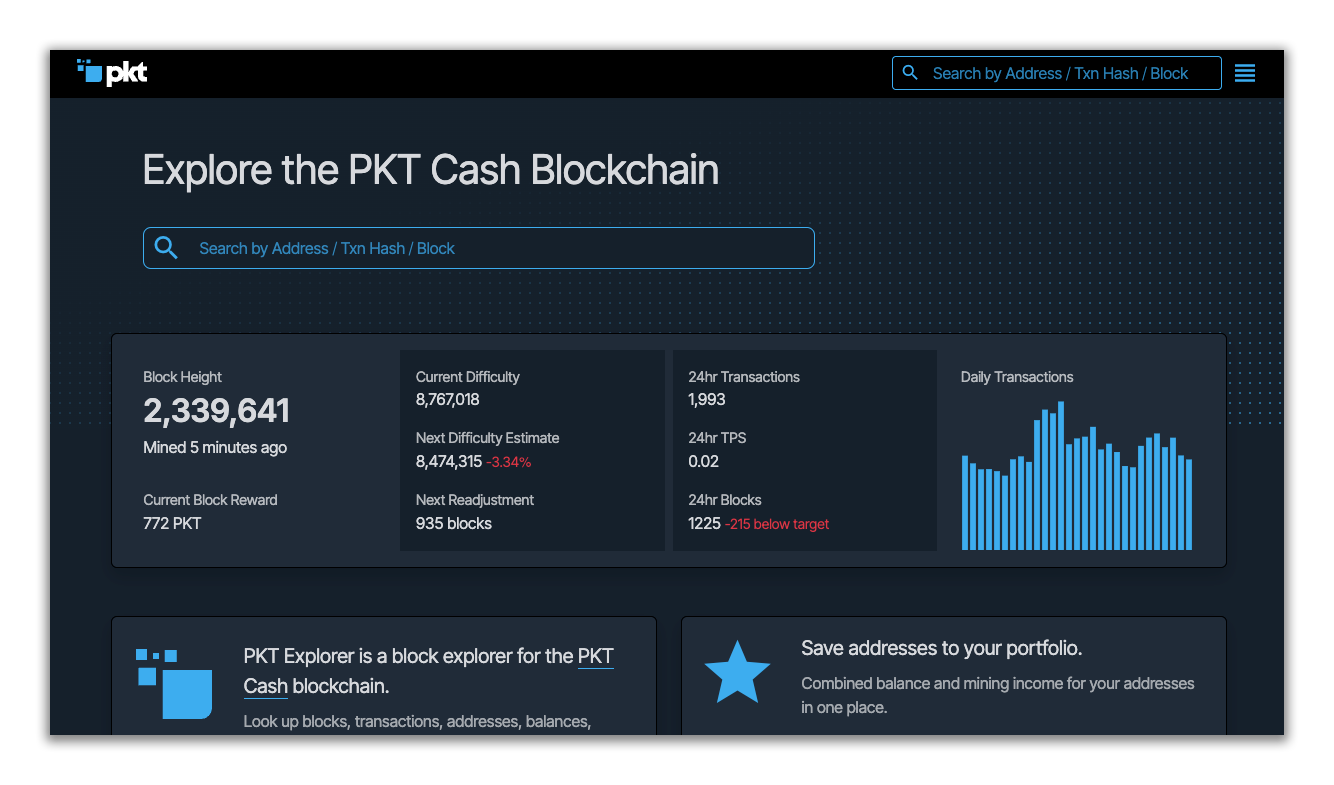 pkt
Search by Address / Txn Hash / Block
Explore the PKT Cash Blockchain
Search by Address / Txn Hash / Block
Block Height
2,339,641
Mined 5 minutes ago
Current Block Reward
772 PKT
Current Difficulty
8,767,018
Next Difficulty Estimate
8,474,315 -3.34%
Next Readjustment
935 blocks
24hr Transactions
1,993
24hr TPS
0.02
24hr Blocks
1225 -215 below target
Daily Transactions
PKT Explorer is a block explorer for the PKT
Cash blockchain.
Look up blocks, transactions, addresses, balances,
Save addresses to your portfolio.
Combined balance and mining income for your addresses
in one place.